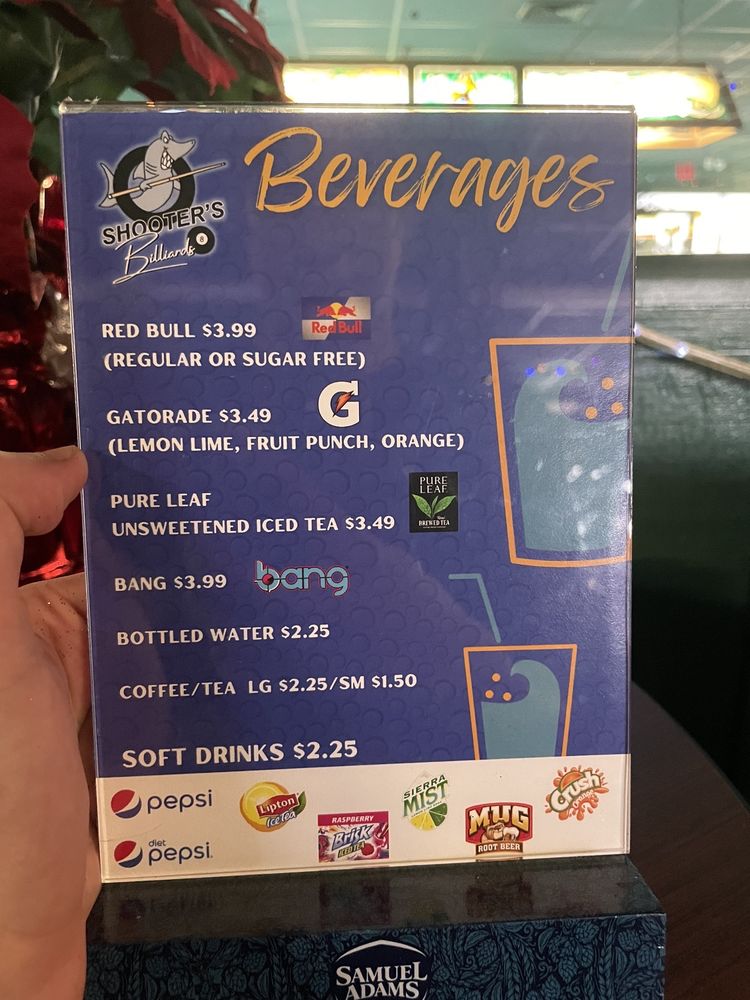 SHOOTER'S
Billiards
8
Beverages
RED BULL $3.99
Red Bull
(REGULAR OR SUGAR FREE)
GATORADE $3.49
G
(LEMON LIME, FRUIT PUNCH, ORANGE)
PURE LEAF
UNSWEETENED ICED TEA $3.49
PURE
LEAF
BREWED TEA
BANG $3.99
bang
BOTTLED WATER $2.25
COFFEE/TEA LG $2.25/SM $1.50
SOFT DRINKS $2.25
pepsi
Lipton
Ice Tea
SIERRA
MIST
Crush
Orange
RASPBERRY
Brisk
ICED TEA
MUG
ROOT BEER
diet
pepsi
SAMUEL
ADAMS